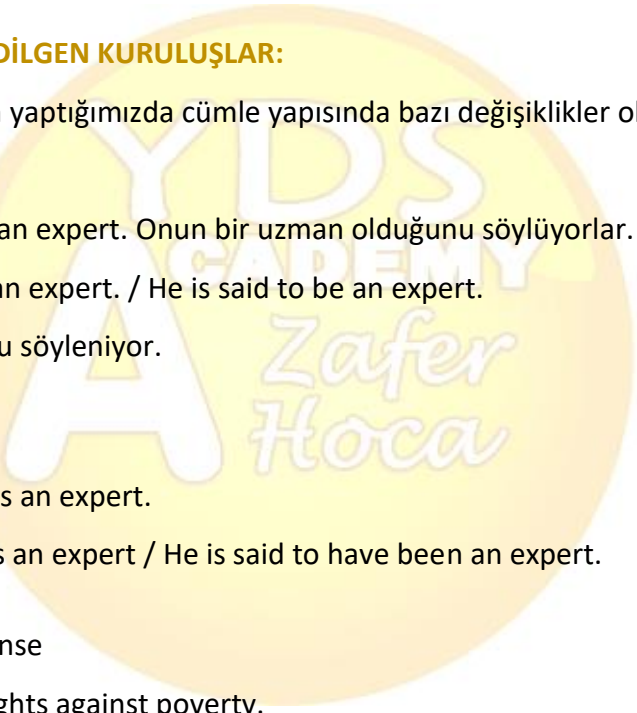 DİLGEN KURULUŞLAR:
yaptığımızda cümle yapısında bazı değişiklikler
an expert. Onun bir uzman olduğunu söylüyorlar.
an expert. / He is said to be an expert.
söyleniyor.
an expert.
an expert / He is said to have been an expert.
against poverty.
YDS
ACADEMY
A Zafer
Hoca